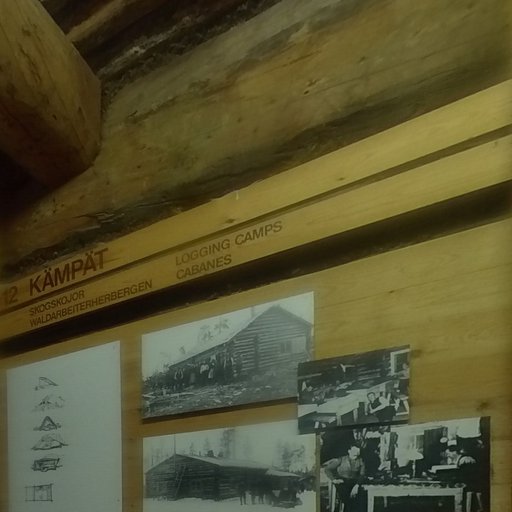 12 KÄMPÄT
SKOGSKOJOR
WALDARBEITERHERBERGEN
LOGGING CAMPS
CABANES